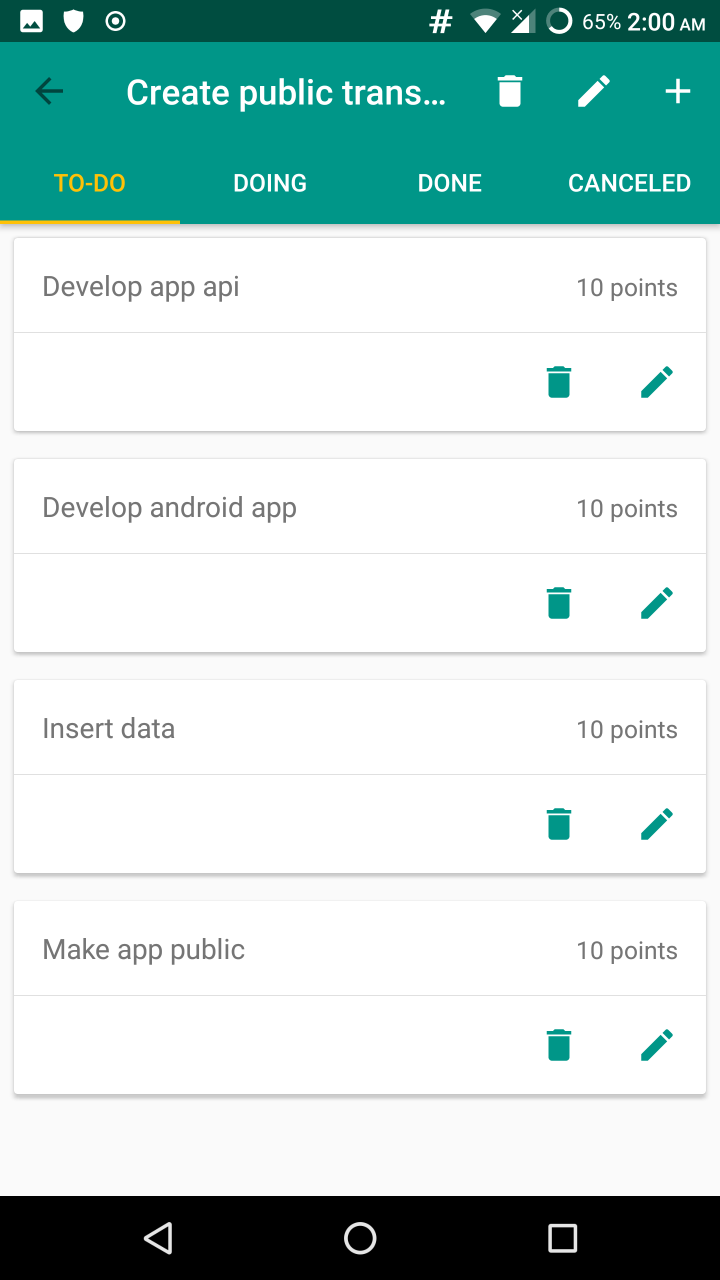 65% 2:00 AM
Create public trans...
TO-DO DOING DONE CANCELED
Develop app api 10 points
Develop android app 10 points
Insert data 10 points
Make app public 10 points